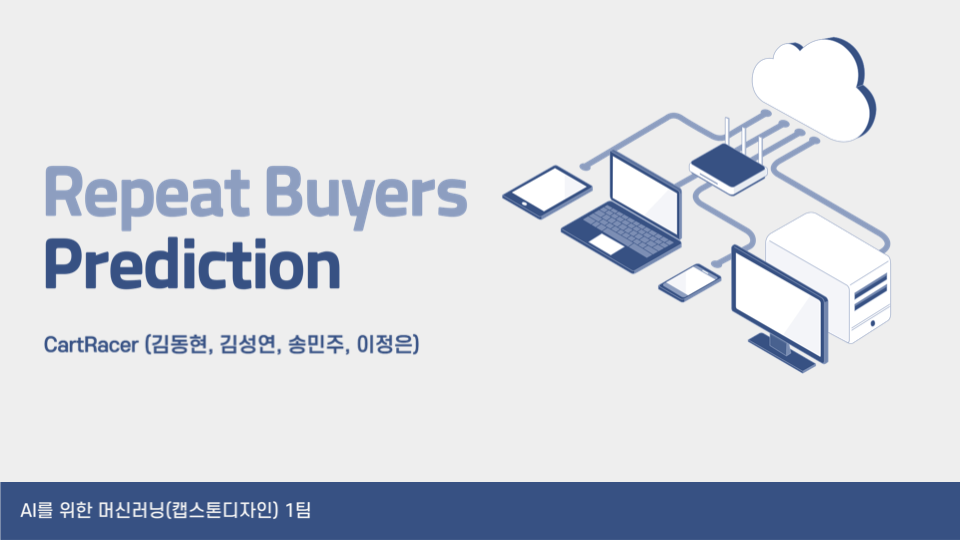 Repeat Buyers
Prediction
CartRacer (김동현, 김성연, 송민주, 이정은)
AI를 위한 머신러닝(캡스톤디자인) 1팀